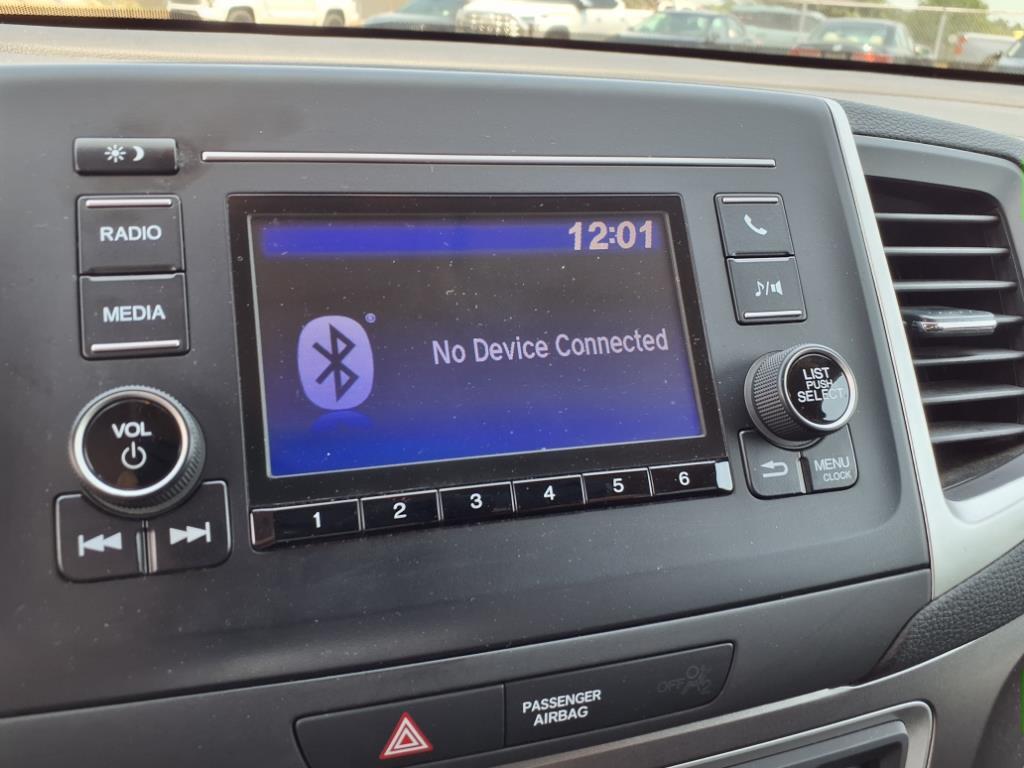 RADIO
12:01
MEDIA
®
No Device Connected
LIST
PUSH
SELECT
VOL
MENU
CLOCK
1 2 3 4 5 6
PASSENGER
AIRBAG
OFF 2